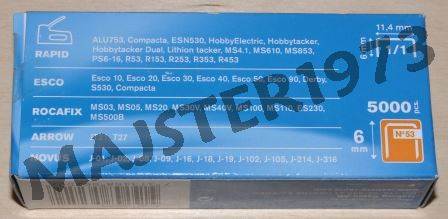 RAPID
ALU753, Compacta, ESN530, HobbyElectric, Hobbytacker,
Hobbytacker Dual, Lithion tacker, MS4.1, MS610, MS853,
PS6-16, R53, R153, R253, R353, R453
11,4 mm
ESCO
Esco 10, Esco 20, Esco 30, Esco 40, Esco 50, Esco 90, Derby,
S530, Compacta
ROCAFIX
MS03, MS05, MS20, MS30V, MS40V, MS100, MS110, ES230,
MS500B
5000 PCS.
ARROW
T27
6 mm
N°53
NOVUS
J-01, J-02, J-09, J-16, J-18, J-19, J-102, J-105, J-214, J-316
MAJSTER1973